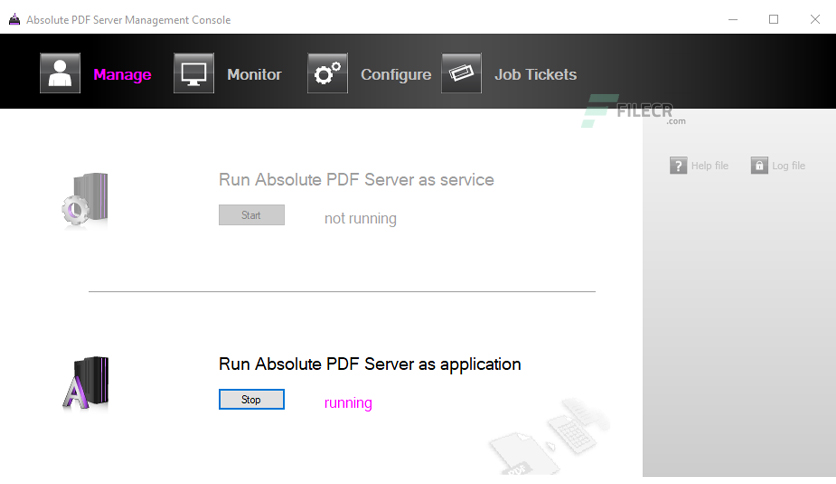 Absolute PDF Server Management Console
Manage
Monitor
Configure
Job Tickets
FILECR
.com
Run Absolute PDF Server as service
? Help file
Log file
Start
not running
Run Absolute PDF Server as application
Stop
running
PDF